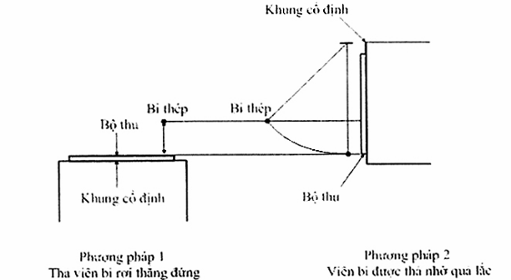 Khung cố định
Bi thép
Bi thép
Bộ thu
Khung cố định
Bộ thu
Phương pháp 1
Thả viên bi rơi thẳng đứng
Phương pháp 2
Viên bi được thả nhờ quả lắc